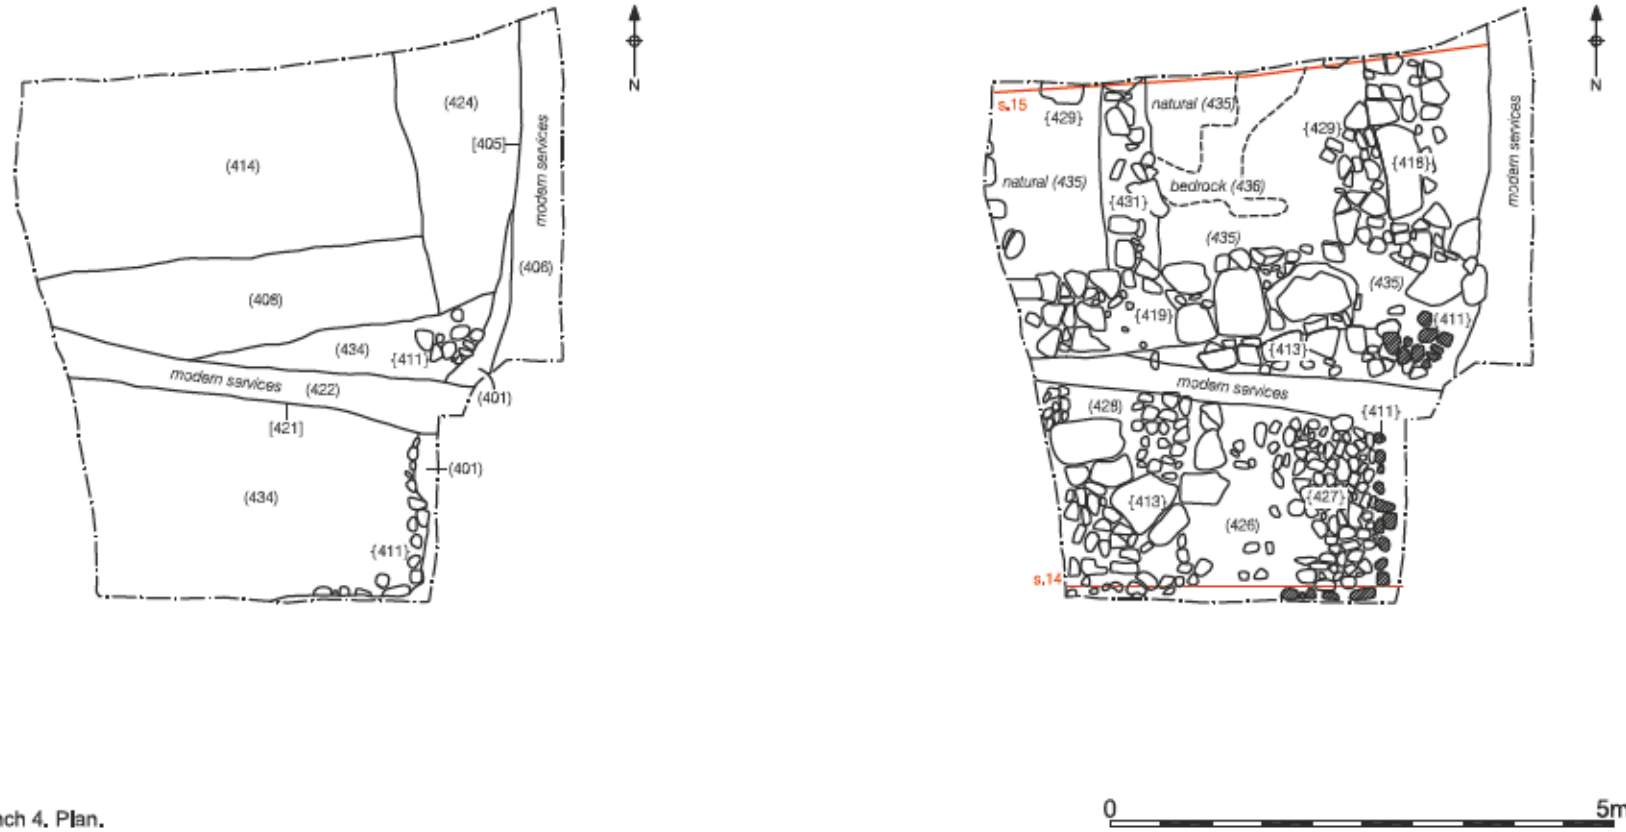 (424)
[405]
modern services
(414)
(406)
(408)
(434)
{411}
modern services
(422)
(401)
[421]
(401)
(434)
{411}
N
s.15
{429}
natural (435)
{429}
{418}
modern services
natural (435)
bedrock (436)
{431}
(435)
(435)
{419}
{411}
{413}
modern services
(428)
{411}
{413}
{427}
(426)
s.14
N
nch 4. Plan.
0
5m